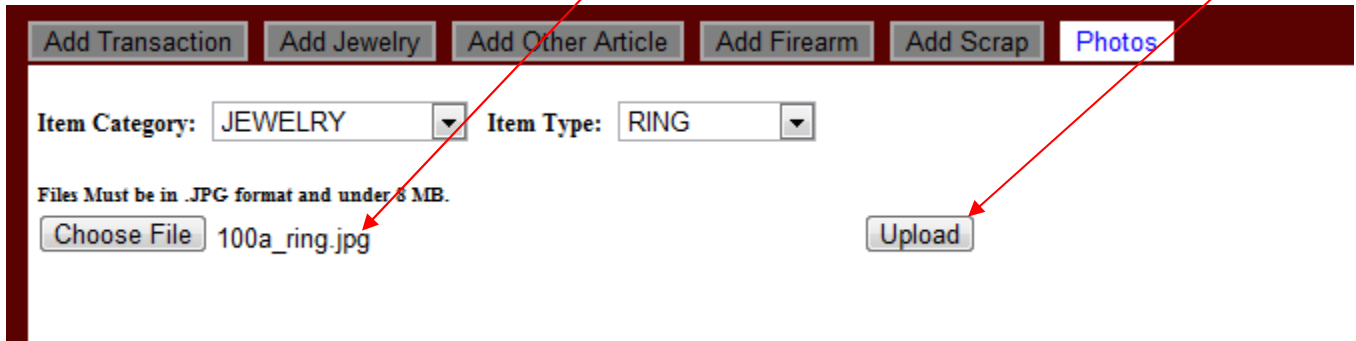 Add Transaction Add Jewelry Add Other Article Add Firearm Add Scrap Photos
Item Category: JEWELRY Item Type: RING
Files Must be in .JPG format and under 8 MB.
Choose File 100a_ring.jpg Upload